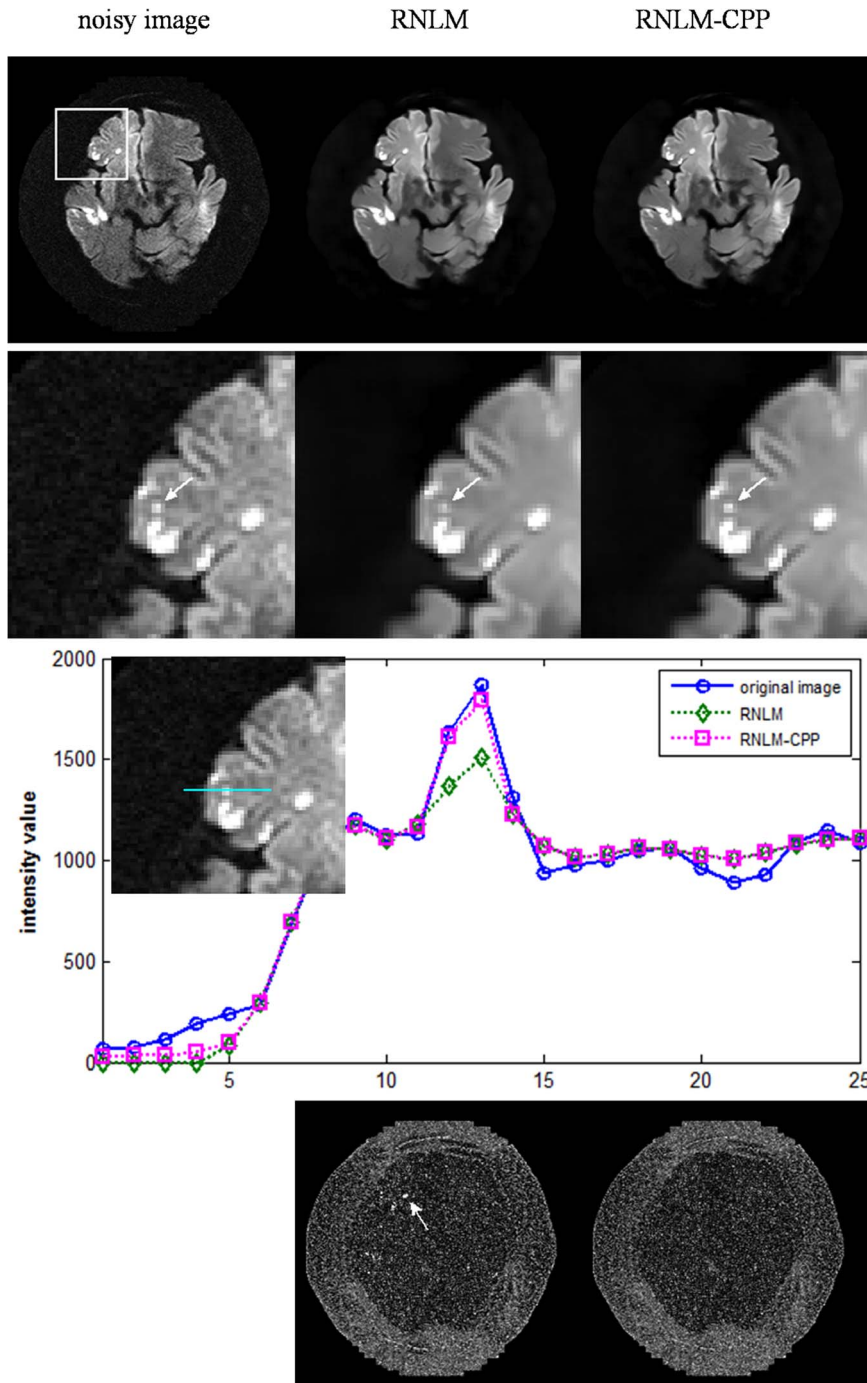 noisy image RNLM RNLM-CPP
2000
original image
RNLM
RNLM-CPP
1500
1000
500
0
intensity value
5 10 15 20 25